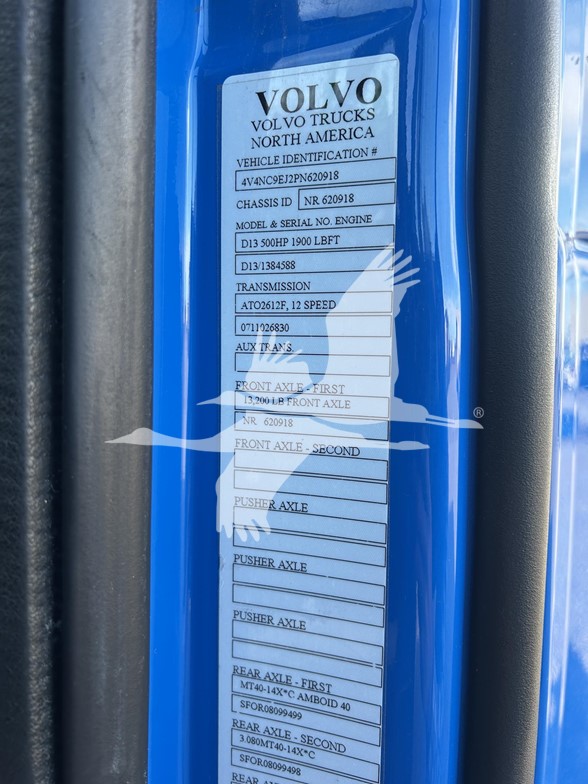 VOLVO
VOLVO TRUCKS
NORTH AMERICA
VEHICLE IDENTIFICATION #
4V4NC9EJ2PN620918
CHASSIS ID NR 620918
MODEL & SERIAL NO. ENGINE
D13 500HP 1900 LBFT
D13/1384588
TRANSMISSION
ATO2612F, 12 SPEED
0711026830
AUX TRANS.
FRONT AXLE - FIRST
13,200 LB FRONT AXLE
NR 620918
FRONT AXLE - SECOND
PUSHER AXLE
PUSHER AXLE
PUSHER AXLE
REAR AXLE - FIRST
MT40-14X*C AMBOID 40
SFOR08099499
REAR AXLE - SECOND
3.080MT40-14X*C
SFOR08099498
REAR AXLE
®